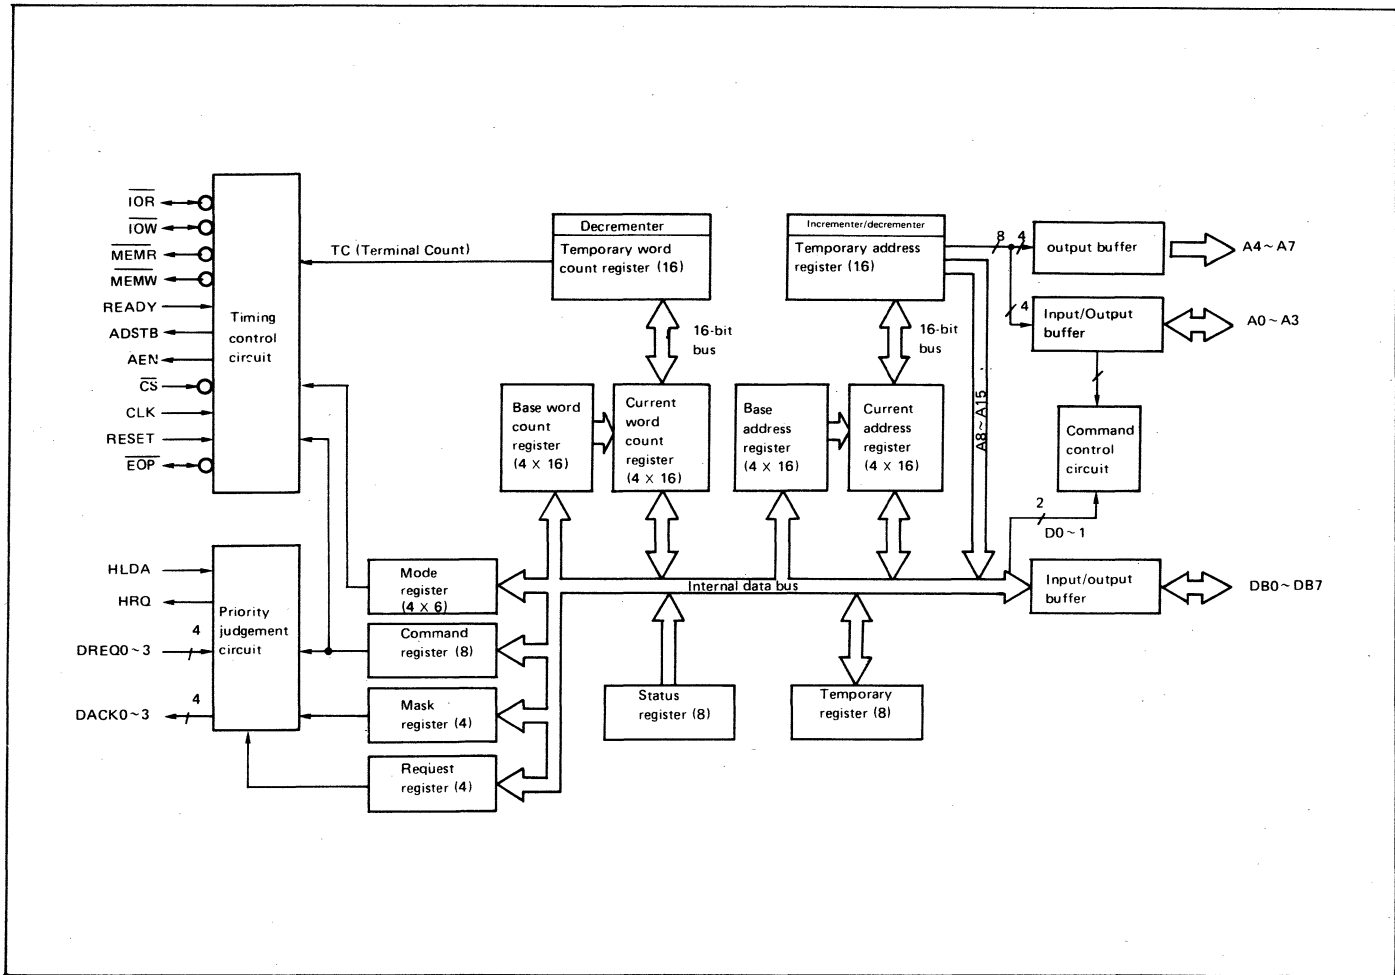 IOR
IOW
MEMR
MEMW
READY
ADSTB
AEN
CS
CLK
RESET
EOP
Timing
control
circuit
TC (Terminal Count)
Decrementer
Temporary word
count register (16)
16-bit
bus
Incrementer/decrementer
Temporary address
register (16)
16-bit
bus
8
4
output buffer
A4~A7
4
Input/Output
buffer
A0~A3
A8~A15
Base word
count
register
(4 X 16)
Current
word
count
register
(4 X 16)
Base
address
register
(4 X 16)
Current
address
register
(4 X 16)
Command
control
circuit
2
D0~1
HLDA
HRQ
4
DREQ0~3
4
DACK0~3
Priority
judgement
circuit
Mode
register
(4 X 6)
Command
register (8)
Mask
register (4)
Request
register (4)
Internal data bus
Status
register (8)
Temporary
register (8)
Input/output
buffer
DB0~DB7